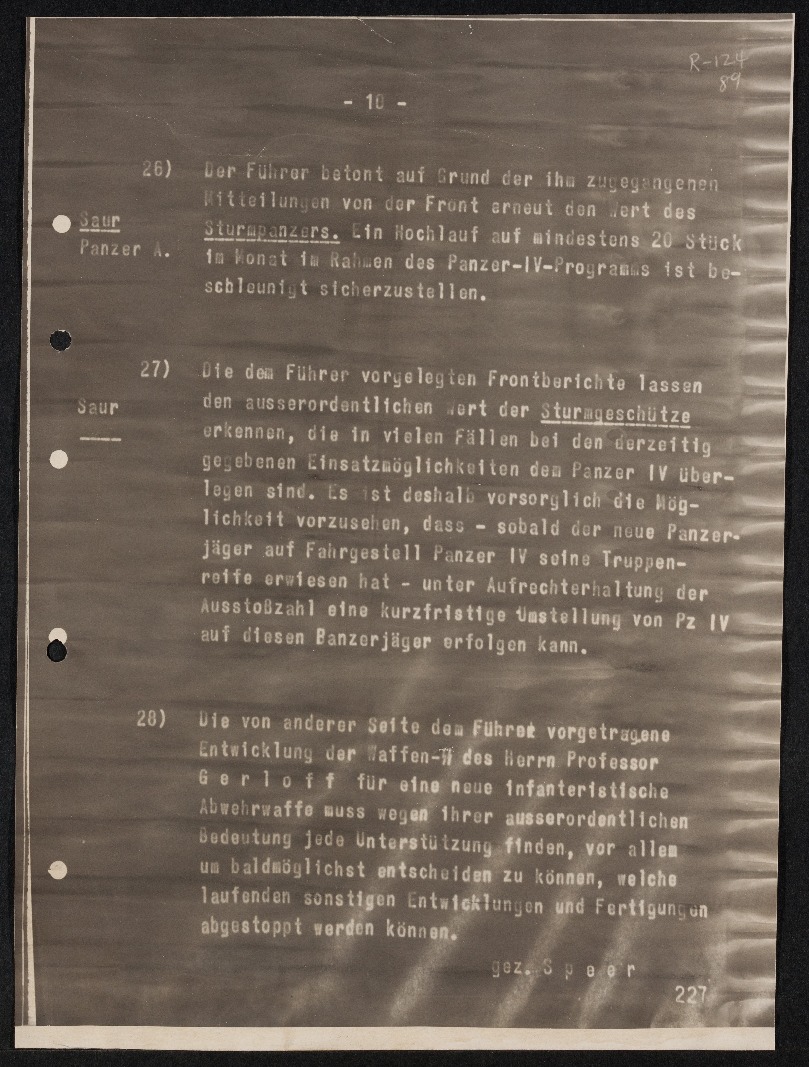 R-124
89
- 10 -
26) Der Führer betont auf Grund der ihm zugegangenen
Mitteilungen von der Front erneut den Wert des
Saur
Sturmpanzers. Ein Hochlauf auf mindestens 20 Stück
Panzer A.
im Monat im Rahmen des Panzer-IV-Programms ist be-
schleunigt sicherzustellen.
27) Die dem Führer vorgelegten Frontberichte lassen
Saur
den ausserordentlichen Wert der Sturmgeschütze
erkennen, die in vielen Fällen bei den derzeitig
gegebenen Einsatzmöglichkeiten dem Panzer IV über-
legen sind. Es ist deshalb vorsorglich die Mög-
lichkeit vorzusehen, dass - sobald der neue Panzer-
jäger auf Fahrgestell Panzer IV seine Truppen-
reife erwiesen hat - unter Aufrechterhaltung der
Ausstoßzahl eine kurzfristige Umstellung von Pz IV
auf diesen Banzerjäger erfolgen kann.
28) Die von anderer Seite dem Führer vorgetragene
Entwicklung der Waffen-SS des Herrn Professor
G e r l o f f für eine neue infanteristische
Abwehrwaffe muss wegen ihrer ausserordentlichen
Bedeutung jede Unterstützung finden, vor allem
um baldmöglichst entscheiden zu können, welche
laufenden sonstigen Entwicklungen und Fertigungen
abgestoppt werden können.
gez. S p e e r
227